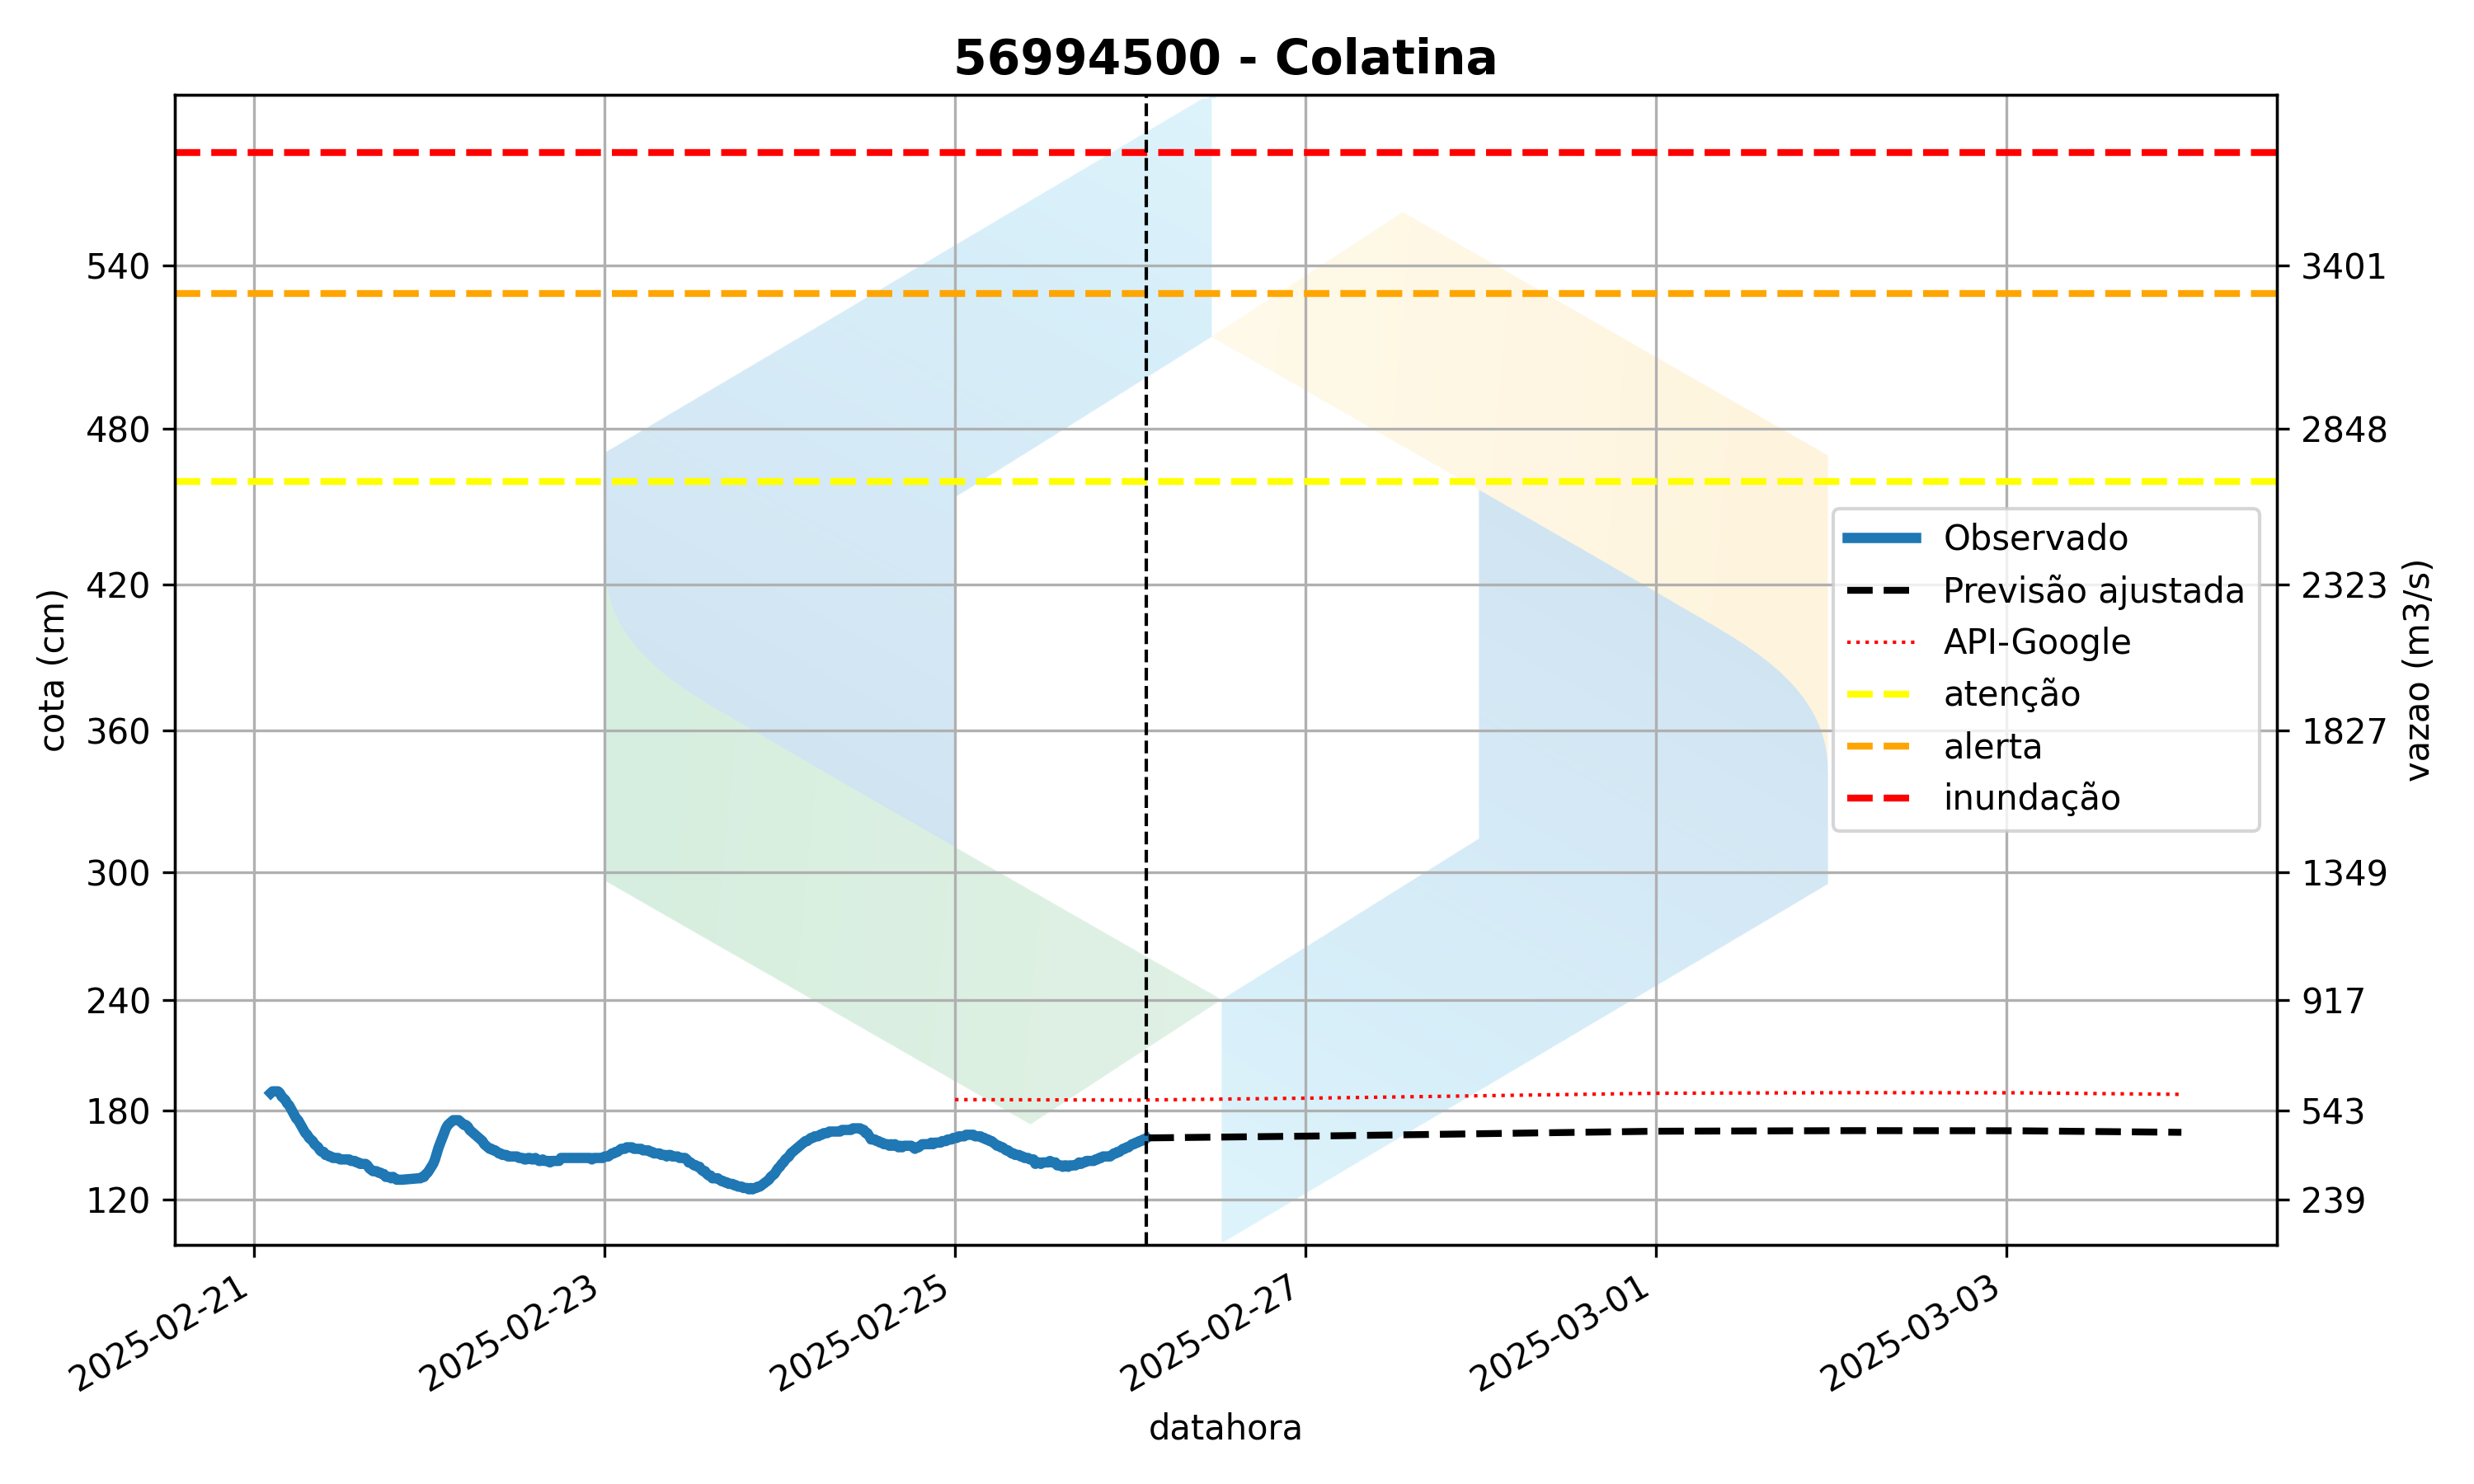 56994500 - Colatina
540
480
420
360
300
240
180
120
cota (cm)
3401
2848
2323
1827
1349
917
543
239
vazao (m3/s)
Observado
Previsão ajustada
API-Google
atenção
alerta
inundação
2025-02-21
2025-02-23
2025-02-25
2025-02-27
2025-03-01
2025-03-03
datahora